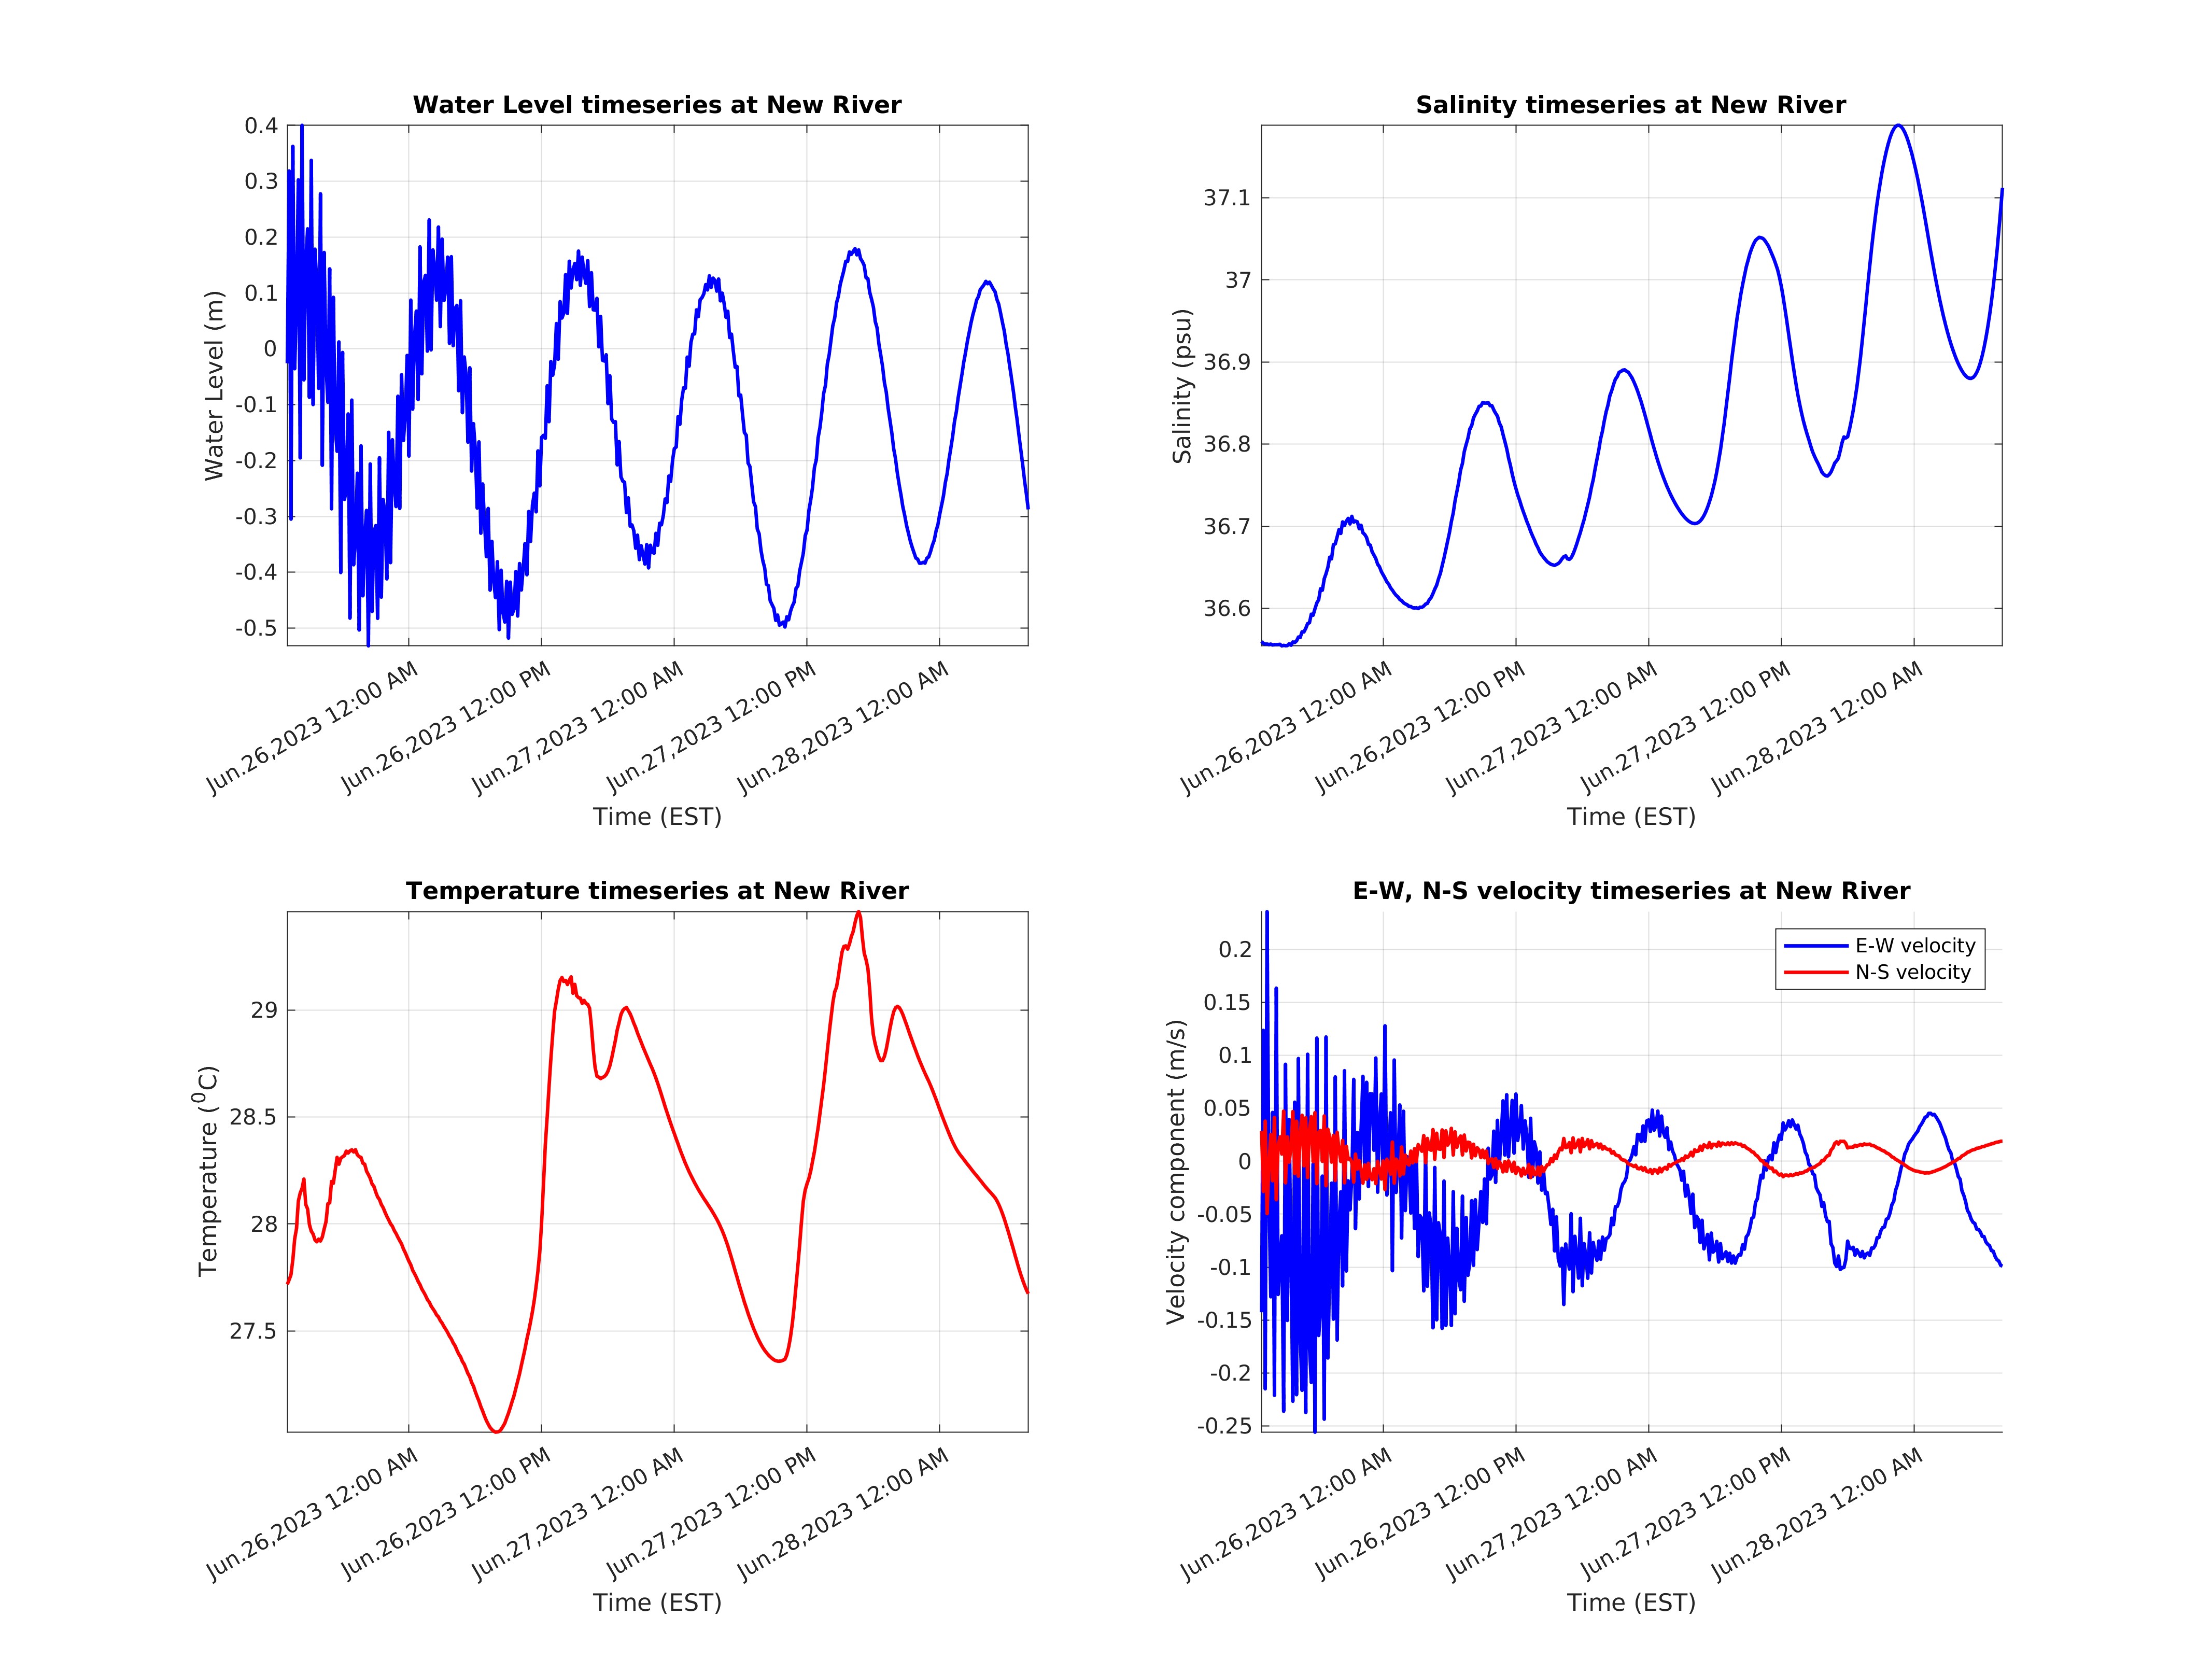 Water Level timeseries at New River
0.4
0.3
0.2
0.1
0
-0.1
-0.2
-0.3
-0.4
-0.5
Water Level (m)
Jun.26,2023 12:00 AM
Jun.26,2023 12:00 PM
Jun.27,2023 12:00 AM
Jun.27,2023 12:00 PM
Jun.28,2023 12:00 AM
Time (EST)
Salinity timeseries at New River
37.1
37
36.9
36.8
36.7
36.6
Salinity (psu)
Jun.26,2023 12:00 AM
Jun.26,2023 12:00 PM
Jun.27,2023 12:00 AM
Jun.27,2023 12:00 PM
Jun.28,2023 12:00 AM
Time (EST)
Temperature timeseries at New River
29
28.5
28
27.5
Temperature (⁰C)
Jun.26,2023 12:00 AM
Jun.26,2023 12:00 PM
Jun.27,2023 12:00 AM
Jun.27,2023 12:00 PM
Jun.28,2023 12:00 AM
Time (EST)
E-W, N-S velocity timeseries at New River
E-W velocity
N-S velocity
0.2
0.15
0.1
0.05
0
-0.05
-0.1
-0.15
-0.2
-0.25
Velocity component (m/s)
Jun.26,2023 12:00 AM
Jun.26,2023 12:00 PM
Jun.27,2023 12:00 AM
Jun.27,2023 12:00 PM
Jun.28,2023 12:00 AM
Time (EST)